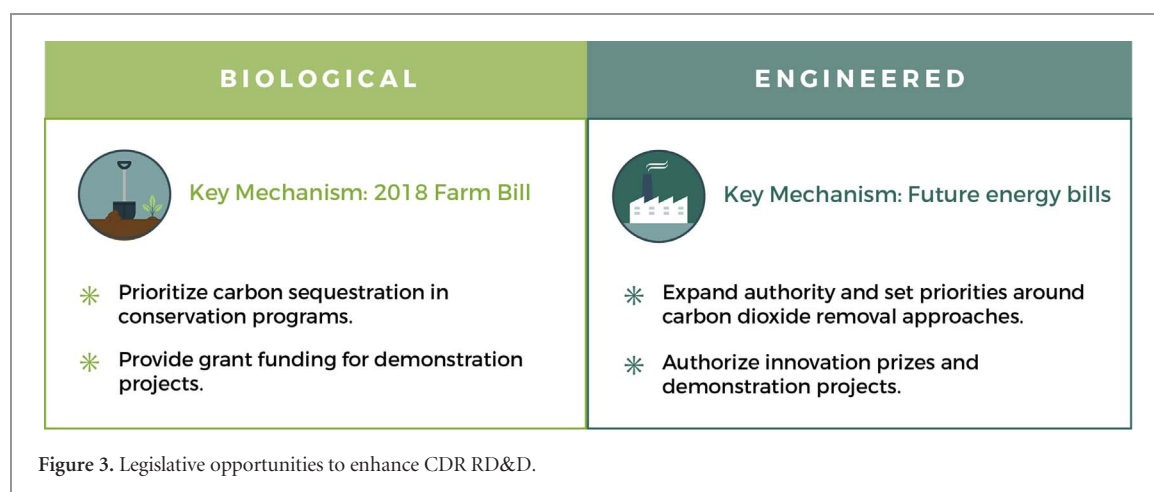 BIOLOGICAL
Key Mechanism: 2018 Farm Bill
Prioritize carbon sequestration in
conservation programs.
Provide grant funding for demonstration
projects.
ENGINEERED
Key Mechanism: Future energy bills
Expand authority and set priorities around
carbon dioxide removal approaches.
Authorize innovation prizes and
demonstration projects.
Figure 3. Legislative opportunities to enhance CDR RD&D.